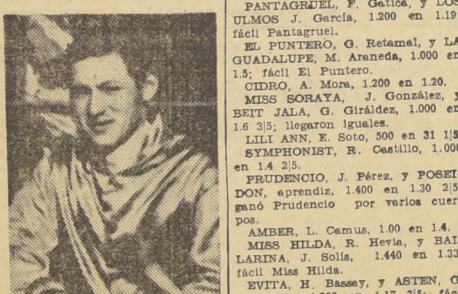 PANTAGRUEL, F. Gatica, y LOS
ULMOS J. García, 1.200 en 1.19
fácil Pantagruel.
EL PUNTERO, G. Retamal, y LA
GUADALUPE, M. Araneda, 1.000 en
1.5; fácil El Puntero.
CIDRO, A. Mora, 1.200 en 1.20.
MISS SORAYA, J. González, y
BEIT JALA, G. Giráldez, 1.000 en
1.6 3|5; llegaron iguales.
LILI ANN, E. Soto, 500 en 31 1|5
SYMPHONIST, R. Castillo, 1.000
en 1.4 2|5.
PRUDENCIO, J. Pérez, y POSEI-
DON, aprendiz, 1.400 en 1.30 2|5
ganó Prudencio por varios cuer
pos.
AMBER, L. Camus, 1.00 en 1.4.
MISS HILDA, R. Hevia, y BAI
LARINA, J. Solís, 1.440 en 1.33
fácil Miss Hilda.
EVITA, H. Bassay, y ASTEN, G